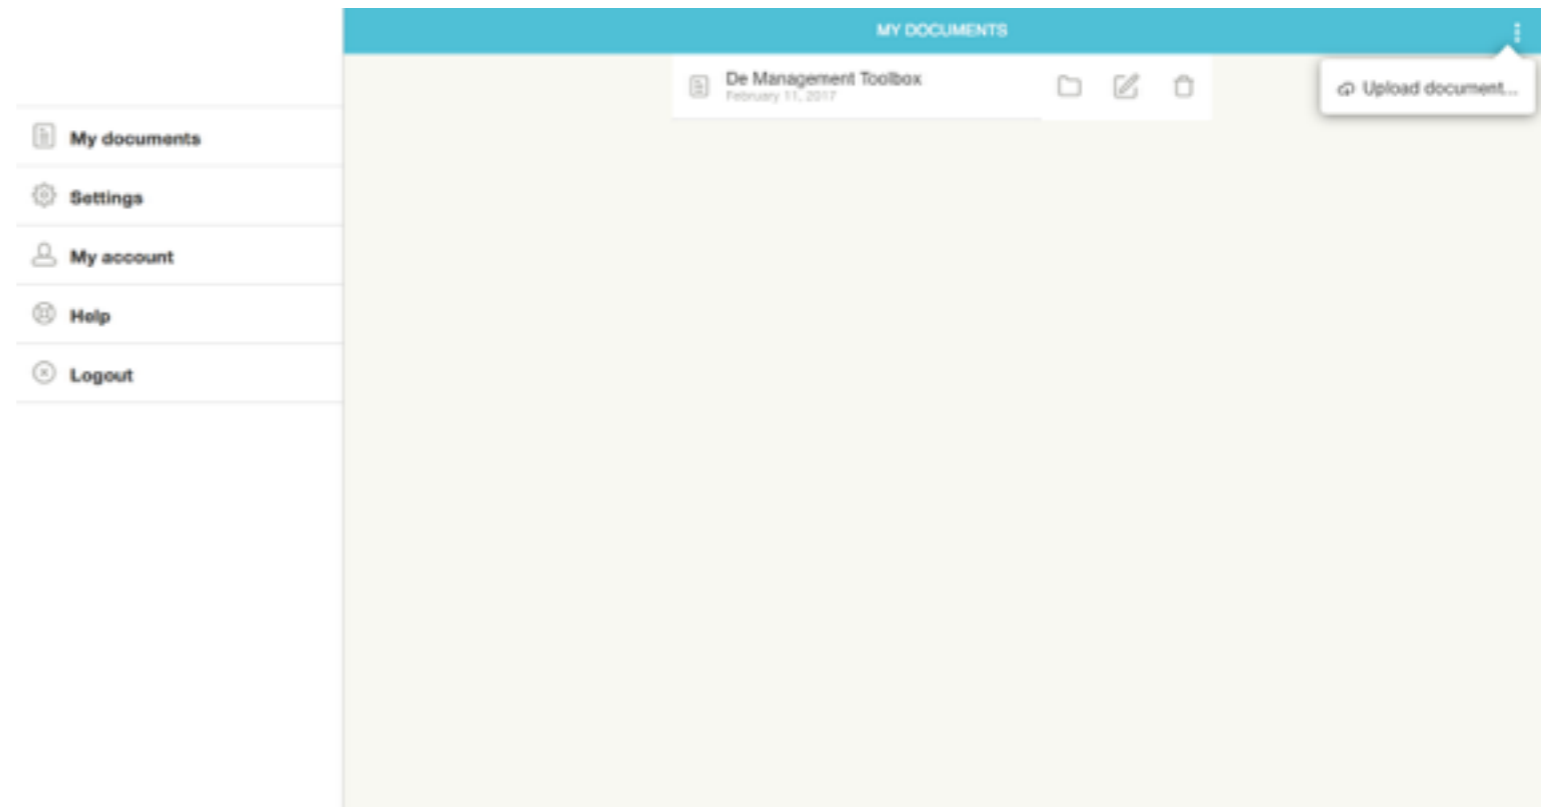 MY DOCUMENTS
De Management Toolbox
February 11, 2017
Upload document...
My documents
Settings
My account
Help
Logout